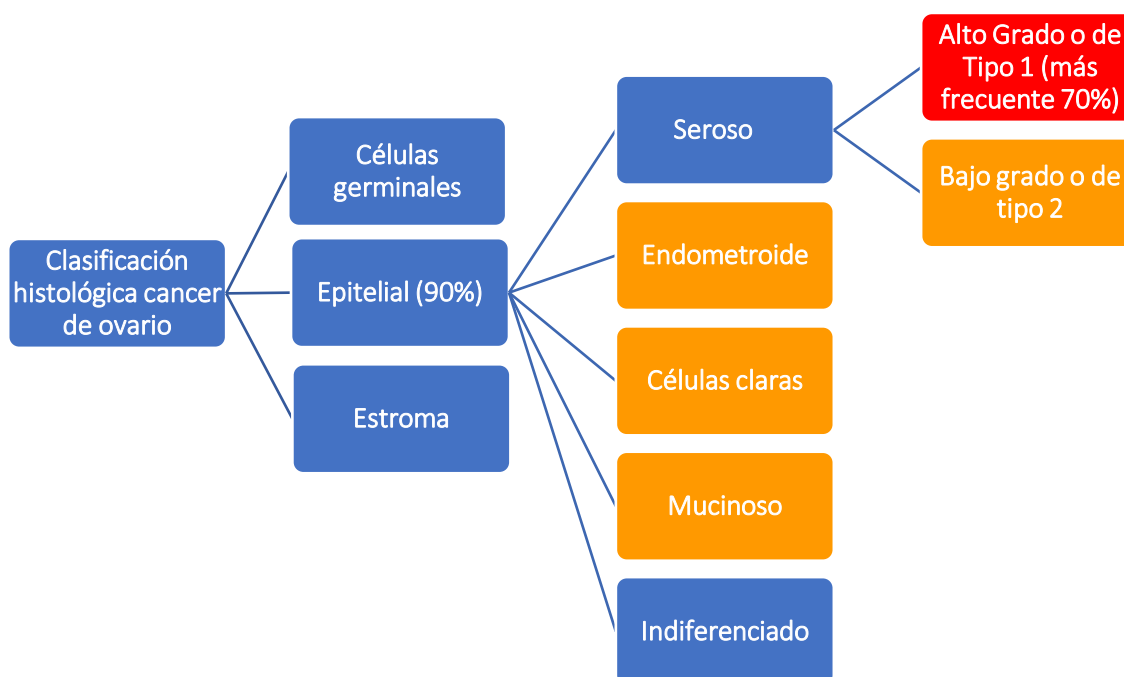 Clasificación
histológica cancer
de ovario
Células
germinales
Epitelial (90%)
Estroma
Seroso
Endometroide
Células claras
Mucinoso
Indiferenciado
Alto Grado o de
Tipo 1 (más
frecuente 70%)
Bajo grado o de
tipo 2